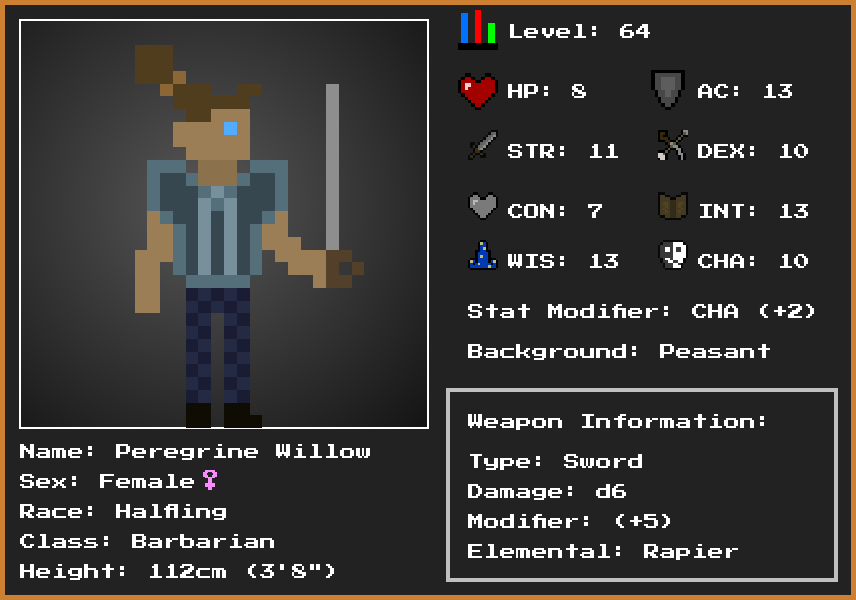 Level: 64
HP: 8 AC: 13
STR: 11 DEX: 10
CON: 7 INT: 13
WIS: 13 CHA: 10
Stat Modifier: CHA (+2)
Background: Peasant
Weapon Information:
Type: Sword
Damage: d6
Modifier: (+5)
Elemental: Rapier
Name: Peregrine Willow
Sex: Female♀
Race: Halfling
Class: Barbarian
Height: 112cm (3'8")